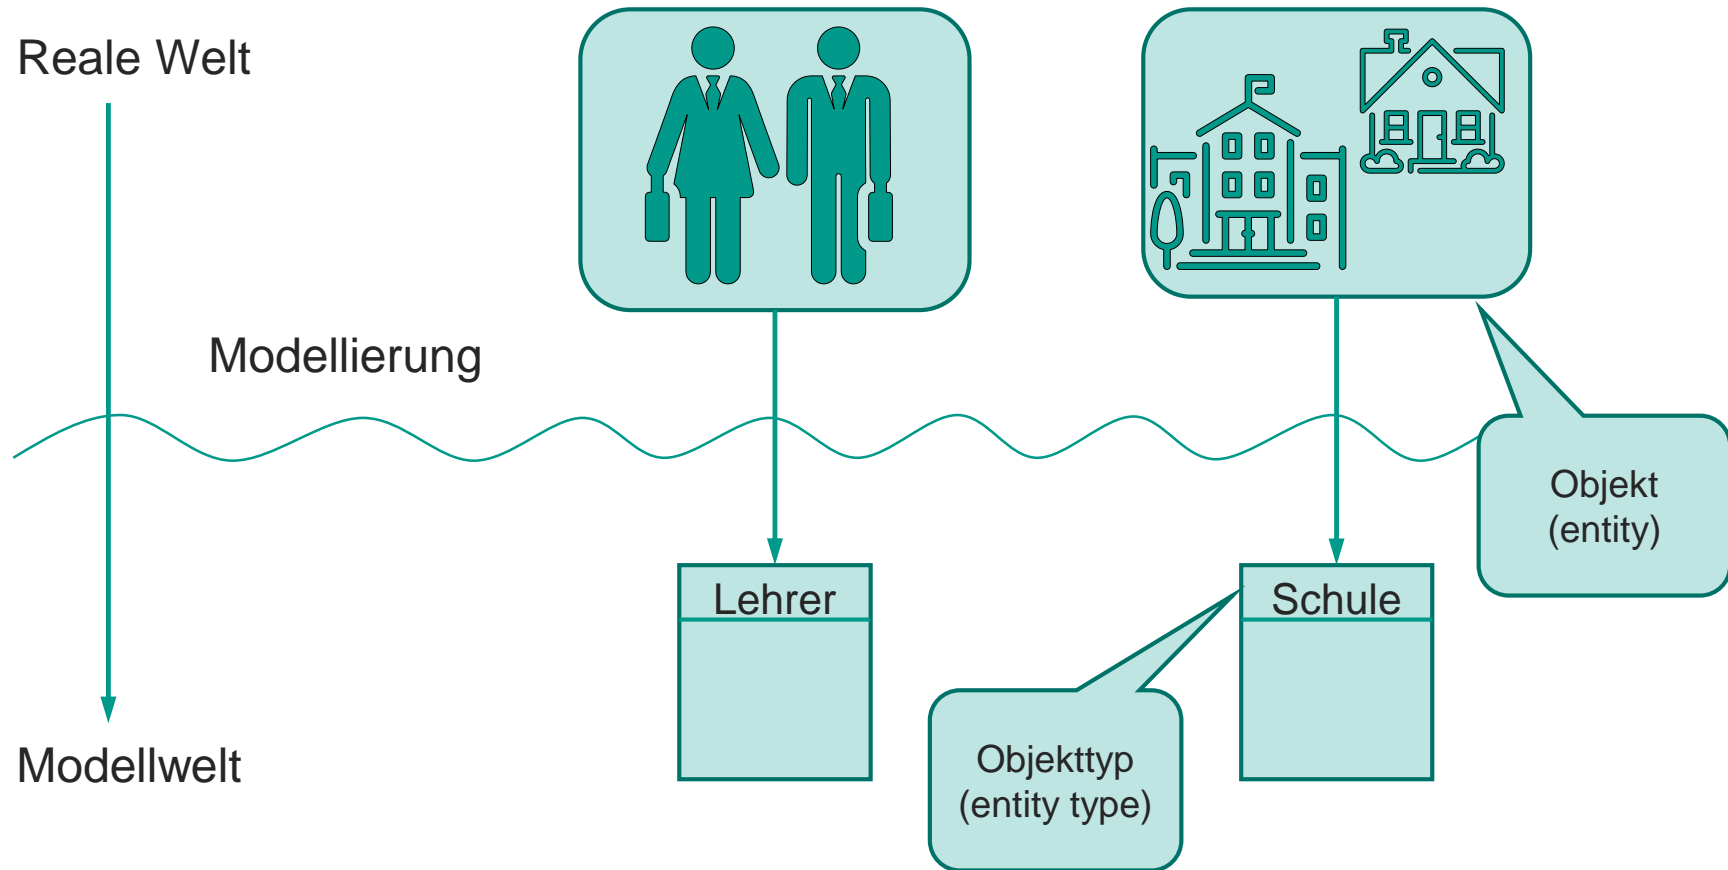 Reale Welt
Modellierung
Objekt
(entity)
Lehrer
Schule
Modellwelt
Objekttyp
(entity type)